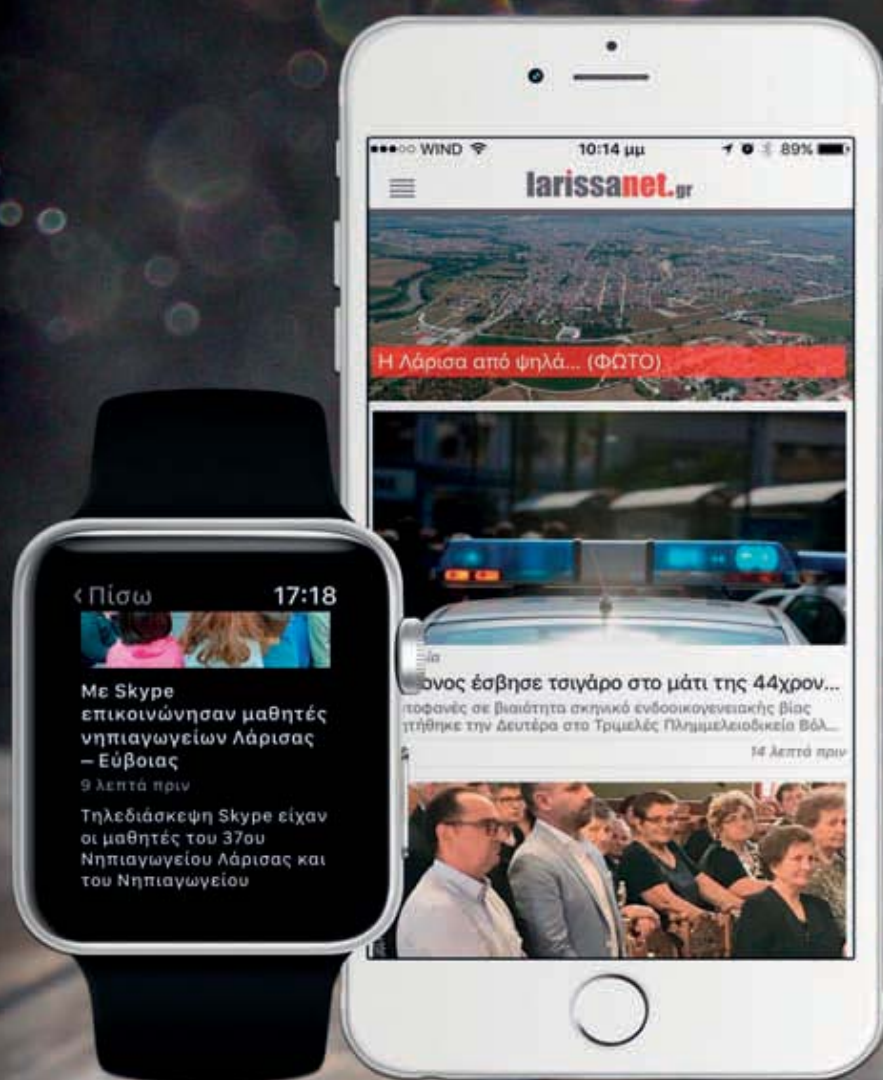 WIND
10:14 μμ
89%
larissanet.gr
Η Λάρισα από ψηλά... (ΦΩΤΟ)
έσβησε τσιγάρο στο μάτι της 44χρον...
σε βιαιότητα σκηνικό ενδοοικογενειακής βίας
την Δευτέρα στο Τριμελές Πλημμελειοδικείο Βόλ...
14 λεπτά πριν
‹ Πίσω
17:18
Με Skype
επικοινώνησαν μαθητές
νηπιαγωγείων Λάρισας
– Εύβοιας
9 λεπτά πριν
Τηλεδιάσκεψη Skype είχαν
οι μαθητές του 37ου
Νηπιαγωγείου Λάρισας και
του Νηπιαγωγείου